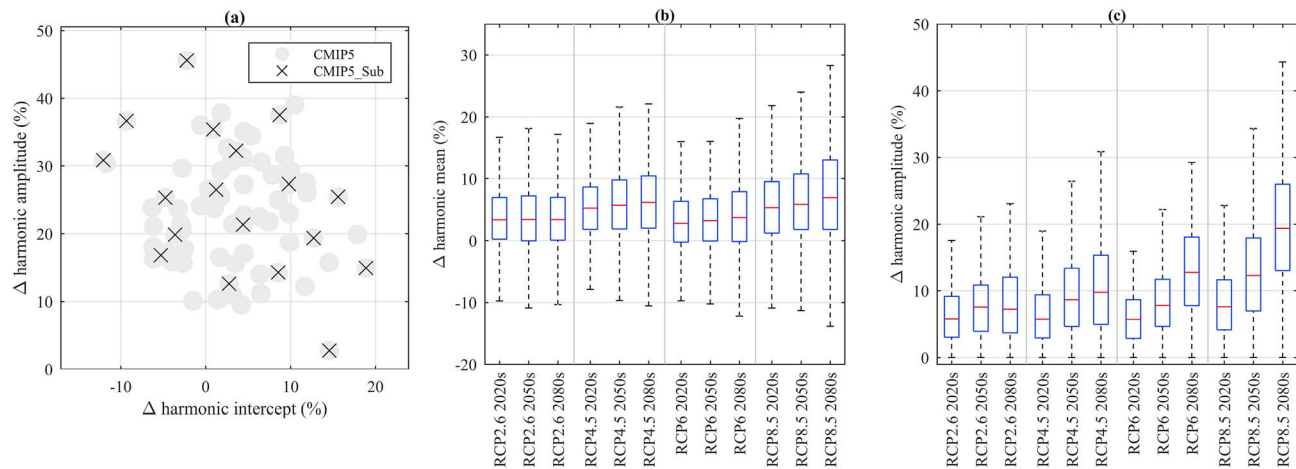 (a)
50
40
30
20
10
0
-10
0
10
20
Δ harmonic amplitude (%)
Δ harmonic intercept (%)
CMIP5
CMIP5_Sub
(b)
30
20
10
0
-10
-20
Δ harmonic mean (%)
RCP2.6 2020s
RCP2.6 2050s
RCP2.6 2080s
RCP4.5 2020s
RCP4.5 2050s
RCP4.5 2080s
RCP6 2020s
RCP6 2050s
RCP6 2080s
RCP8.5 2020s
RCP8.5 2050s
RCP8.5 2080s
(c)
50
40
30
20
10
0
Δ harmonic amplitude (%)
RCP2.6 2020s
RCP2.6 2050s
RCP2.6 2080s
RCP4.5 2020s
RCP4.5 2050s
RCP4.5 2080s
RCP6 2020s
RCP6 2050s
RCP6 2080s
RCP8.5 2020s
RCP8.5 2050s
RCP8.5 2080s